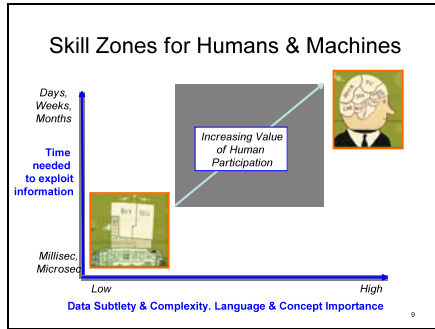 Skill Zones for Humans & Machines
Days,
Weeks,
Months
Increasing Value
of Human
Participation
Time
needed
to exploit
information
Millisec,
Microsec
Low
High
Data Subtlety & Complexity. Language & Concept Importance
9